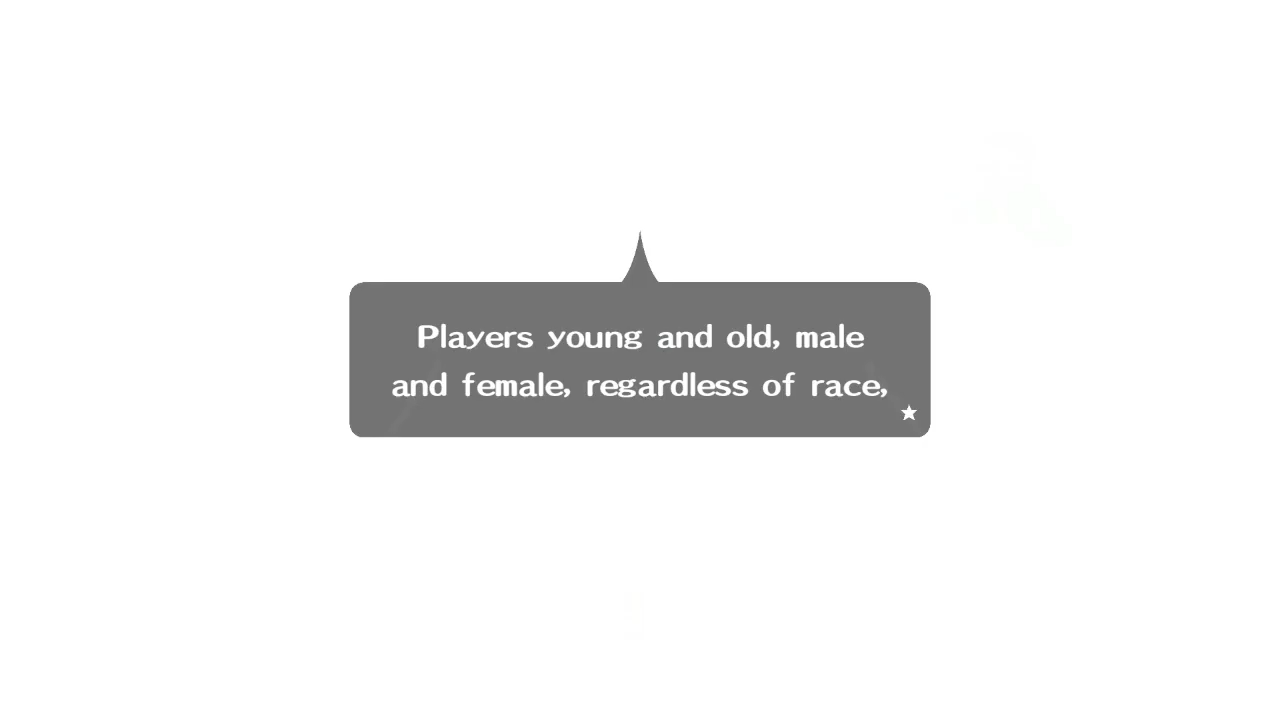 Players young and old, male
and female, regardless of race,